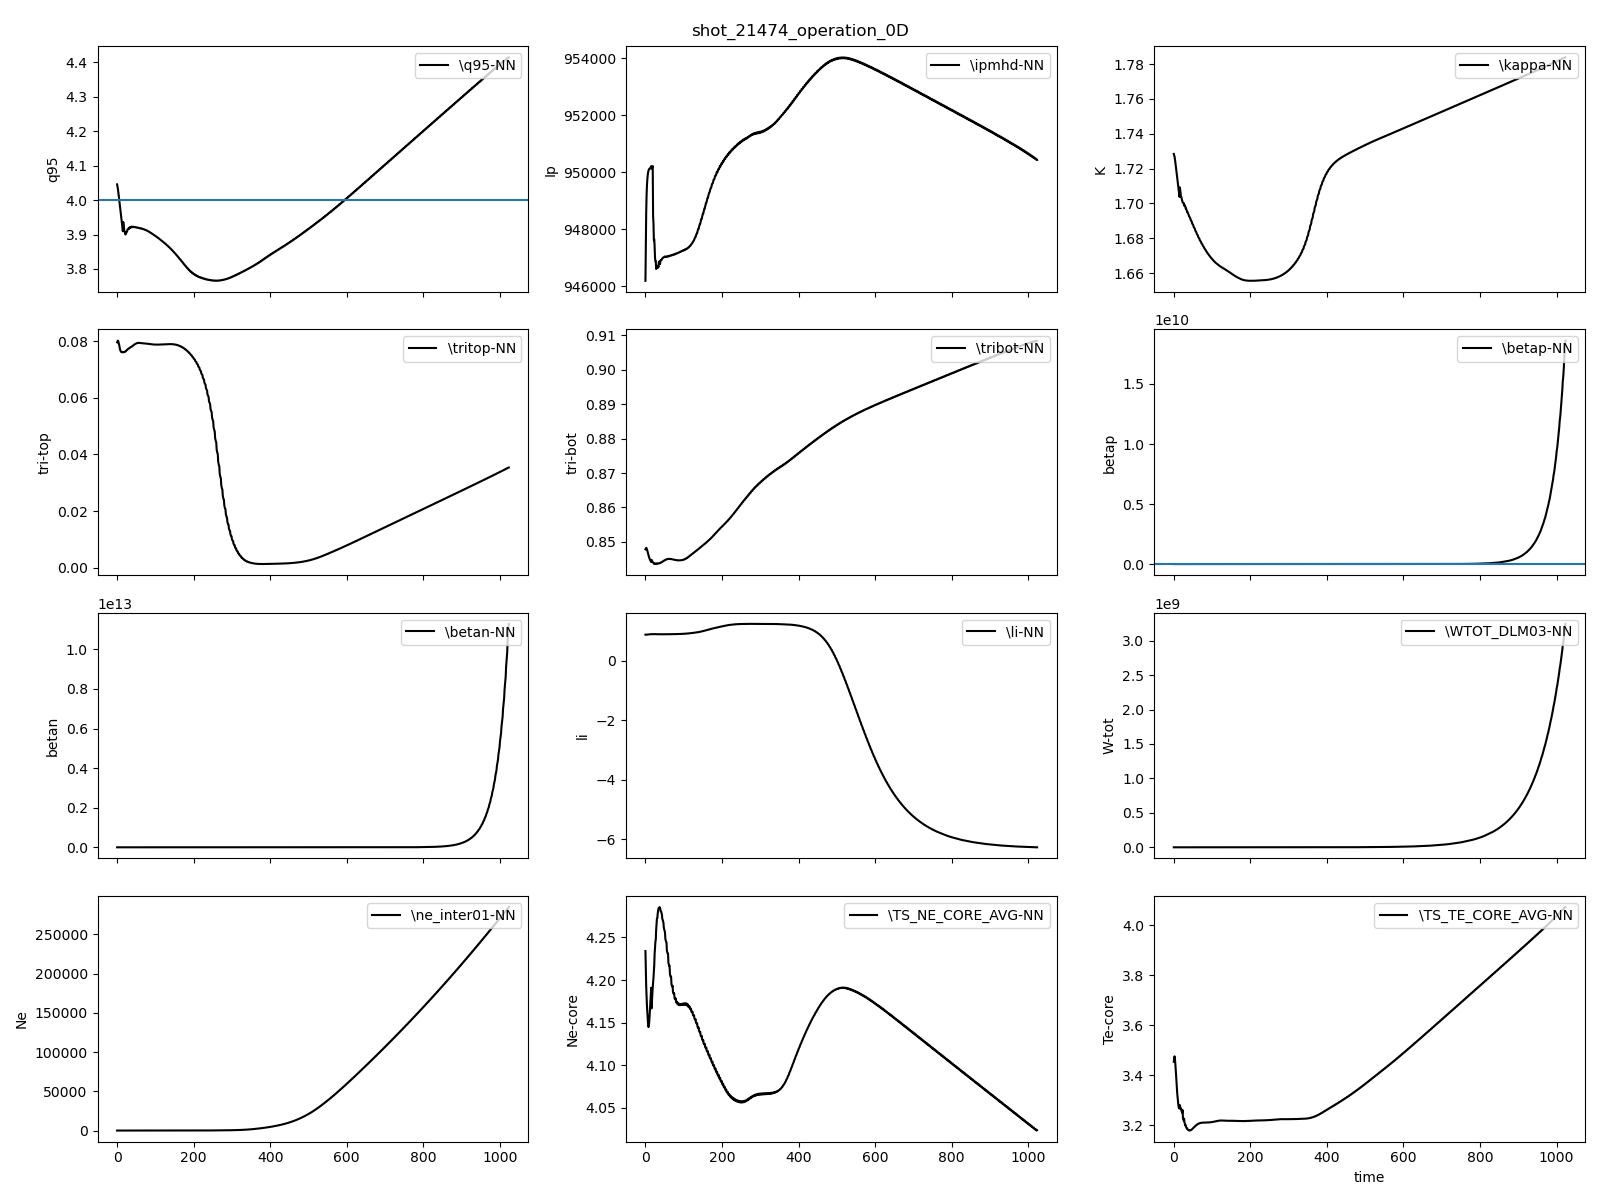 shot_21474_operation_0D
4.4
4.3
4.2
4.1
4.0
3.9
3.8
q95
\q95-NN
954000
952000
950000
948000
946000
Ip
\ipmhd-NN
1.78
1.76
1.74
1.72
1.70
1.68
1.66
K
\kappa-NN
0.08
0.06
0.04
0.02
0.00
tri-top
\tritop-NN
0.91
0.90
0.89
0.88
0.87
0.86
0.85
tri-bot
\tribot-NN
1e10
1.5
1.0
0.5
0.0
betap
\betap-NN
1e13
1.0
0.8
0.6
0.4
0.2
0.0
betan
\betan-NN
0
−2
−4
−6
li
\li-NN
1e9
3.0
2.5
2.0
1.5
1.0
0.5
0.0
W-tot
\WTOT_DLM03-NN
250000
200000
150000
100000
50000
0
Ne
\ne_inter01-NN
0 200 400 600 800 1000
4.25
4.20
4.15
4.10
4.05
Ne-core
\TS_NE_CORE_AVG-NN
0 200 400 600 800 1000
4.0
3.8
3.6
3.4
3.2
Te-core
\TS_TE_CORE_AVG-NN
0 200 400 600 800 1000
time